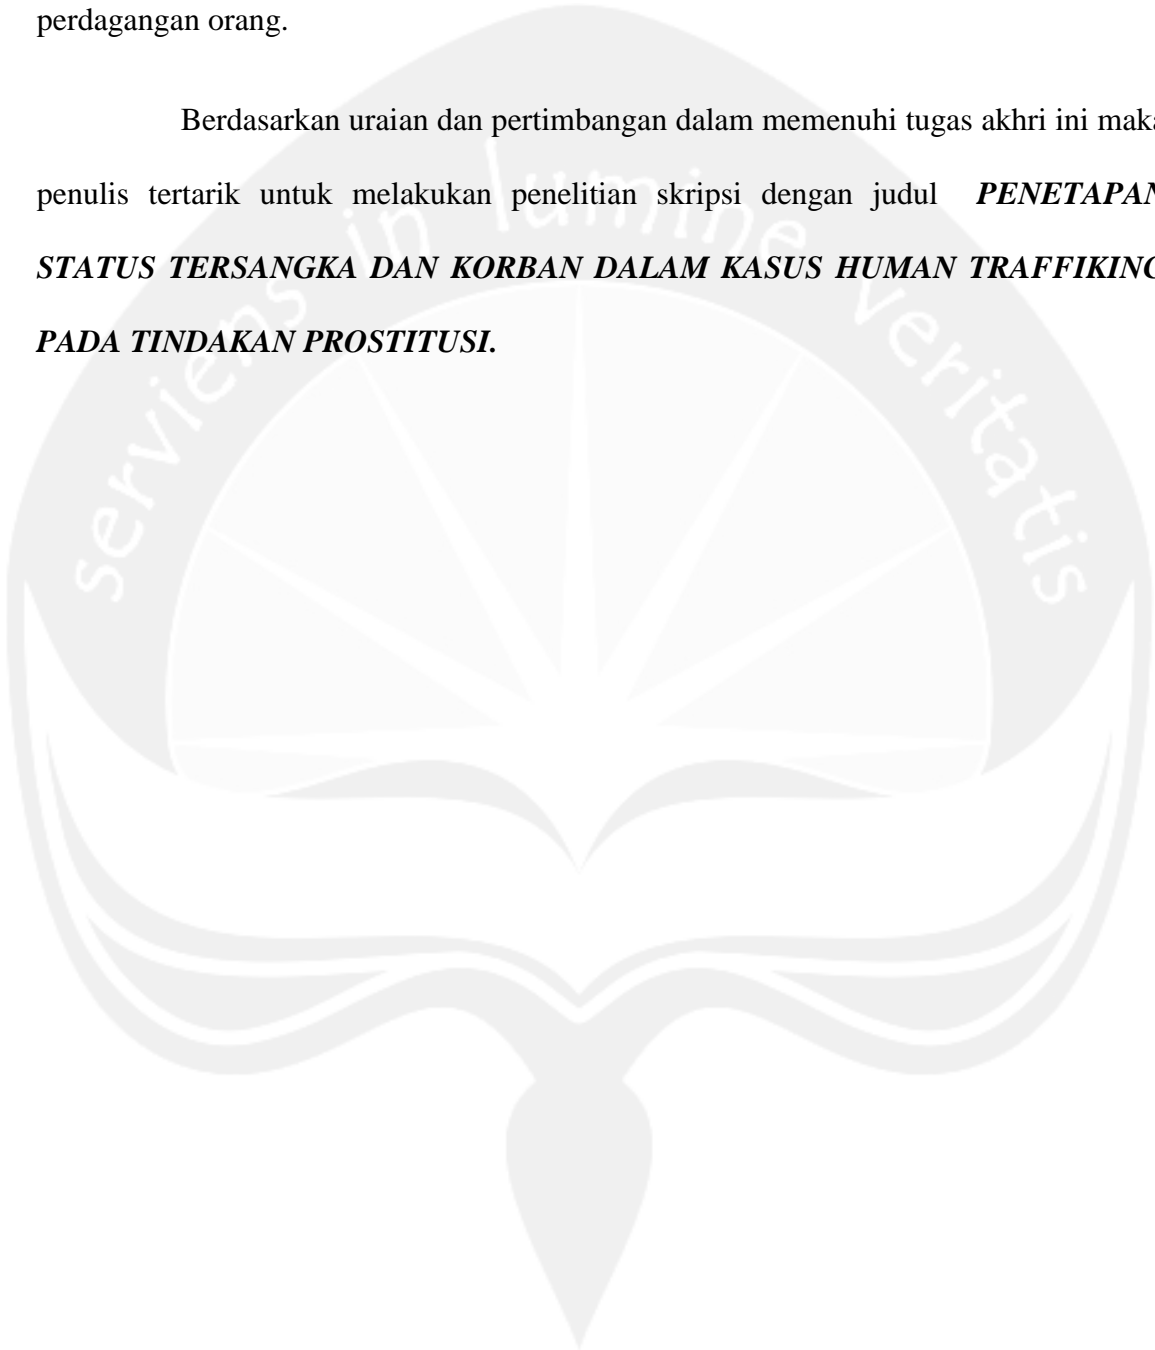 perdagangan orang.
Berdasarkan uraian dan pertimbangan dalam memenuhi tugas akhri ini maka
penulis tertarik untuk melakukan penelitian skripsi dengan judul PENETAPAN
STATUS TERSANGKA DAN KORBAN DALAM KASUS HUMAN TRAFFIKING
PADA TINDAKAN PROSTITUSI.
serviens in lumine veritatis